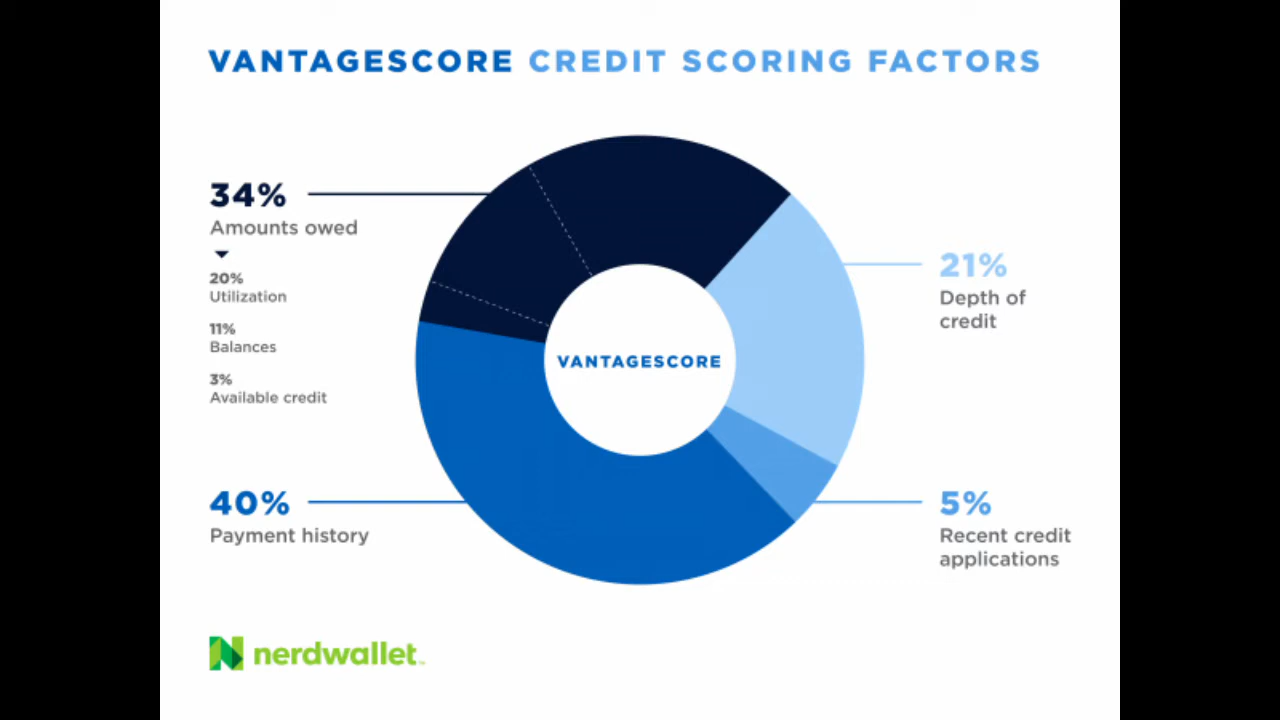 VANTAGESCORE CREDIT SCORING FACTORS
34%
Amounts owed
20%
Utilization
11%
Balances
3%
Available credit
40%
Payment history
VANTAGESCORE
21%
Depth of
credit
5%
Recent credit
applications
nerdwallet